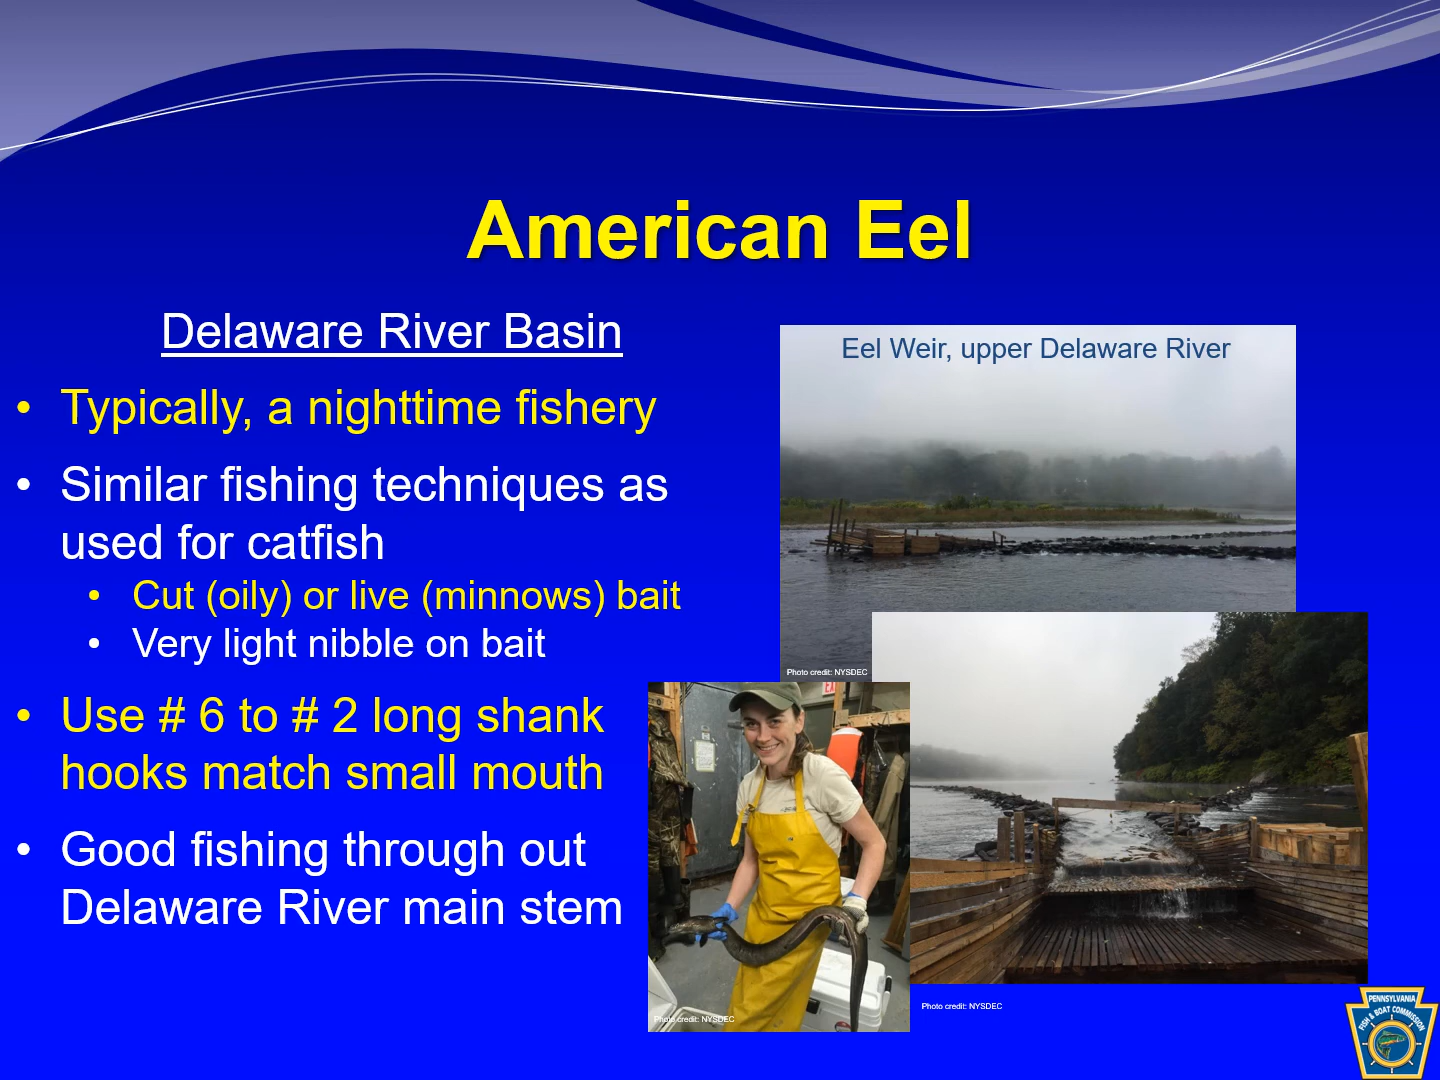 American Eel
Delaware River Basin
• Typically, a nighttime fishery
• Similar fishing techniques as
used for catfish
• Cut (oily) or live (minnows) bait
• Very light nibble on bait
• Use # 6 to # 2 long shank
hooks match small mouth
• Good fishing through out
Delaware River main stem
Eel Weir, upper Delaware River
Photo credit: NYSDEC
EX
Photo credit: NYSDEC
Photo credit: NYSDEC
PENNSYLVANIA
FISH & BOAT COMMISSION